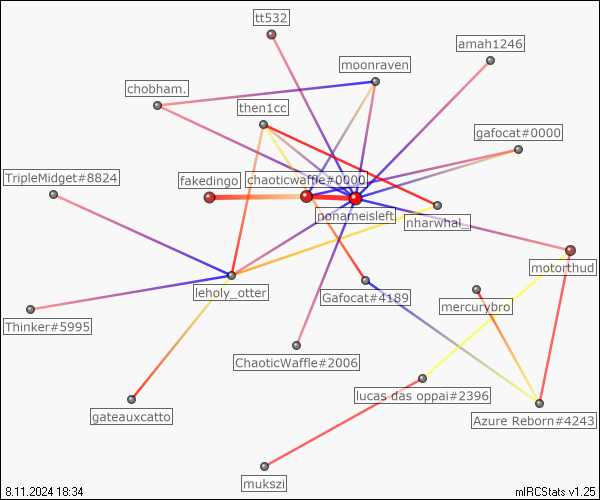 tt532
amah1246
moonraven
chobham.
then1cc
gafocat#0000
TripleMidget#8824
fakedingo
chaoticwaffle#0000
nonameisleft_
nharwhal_
motorthud
leholy_otter
Gafocat#4189
mercurybro
Thinker#5995
ChaoticWaffle#2006
lucas das oppai#2396
gateauxcatto
Azure Reborn#4243
mukszi
8.11.2024 18:34
mIRCStats v1.25